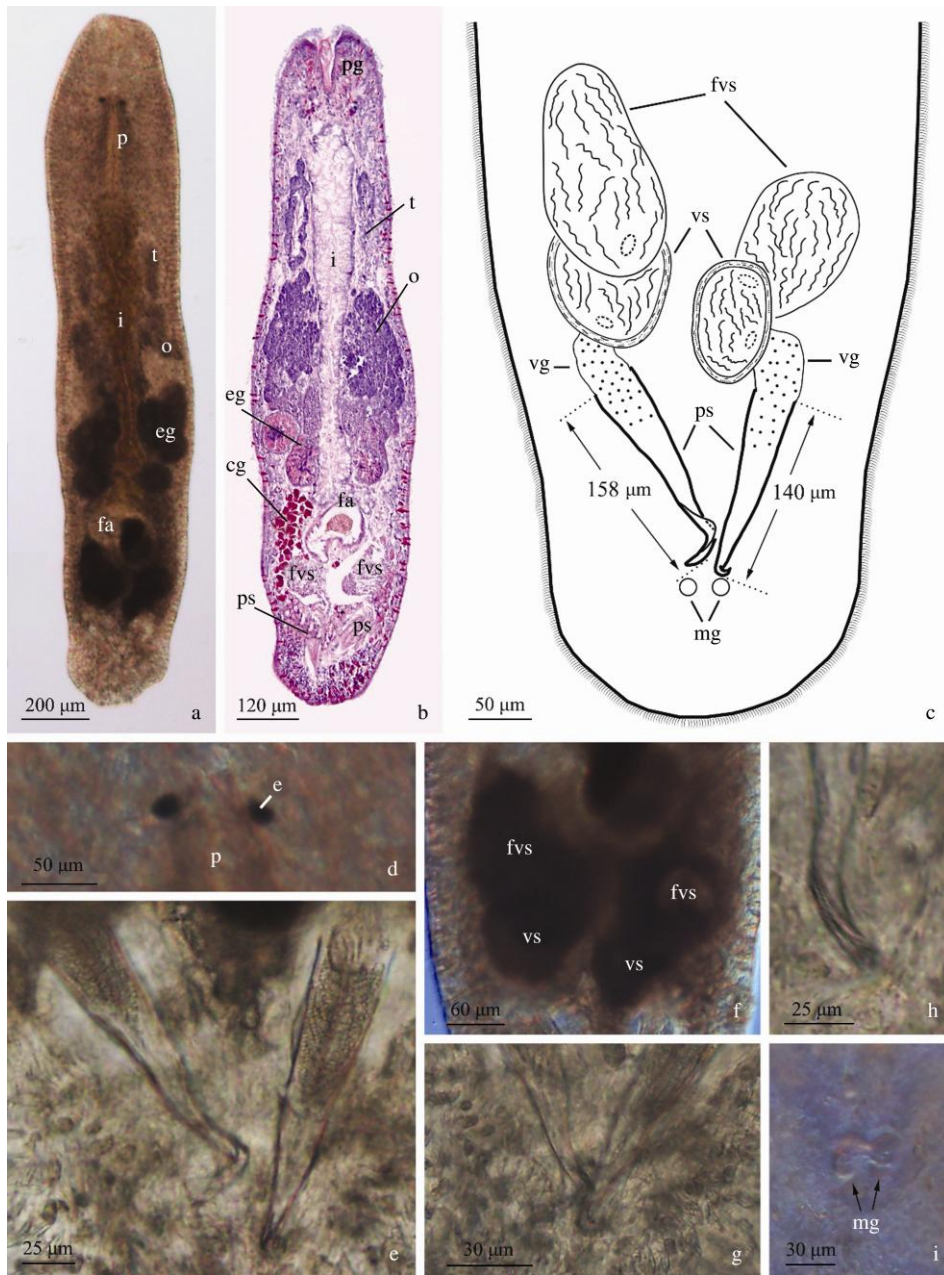 p
t
i
o
eg
fa
200 μm
a
pg
t
i
o
eg
cg
fa
fvs fvs
ps
ps
120 μm
b
fvs
vs
vg vg
ps
158 μm 140 μm
mg
50 μm
c
e
50 μm p d
25 μm e
fvs
fvs
vs
vs
60 μm f
30 μm g
25 μm h
mg
30 μm i